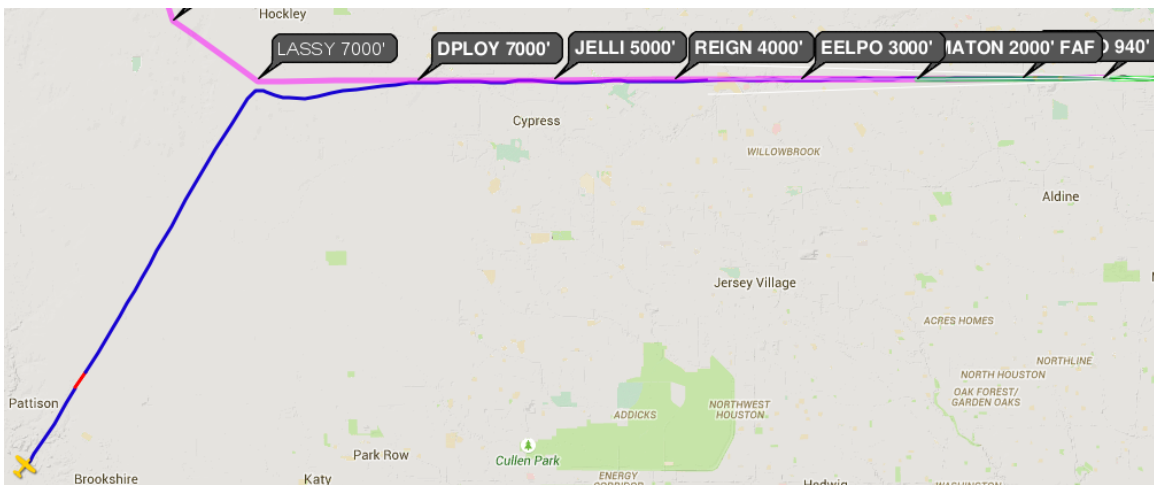 Hockley
LASSY 7000'
DPLOY 7000'
JELLI 5000'
REIGN 4000'
EELPO 3000'
MATON 2000' FAF
940'
Cypress
WILLOWBROOK
Aldine
Jersey Village
ACRES HOMES
NORTHLINE
NORTH HOUSTON
OAK FOREST/
GARDEN OAKS
Pattison
ADDICKS
NORTHWEST
HOUSTON
Park Row
Cullen Park
Brookshire
Katy
ENERGY